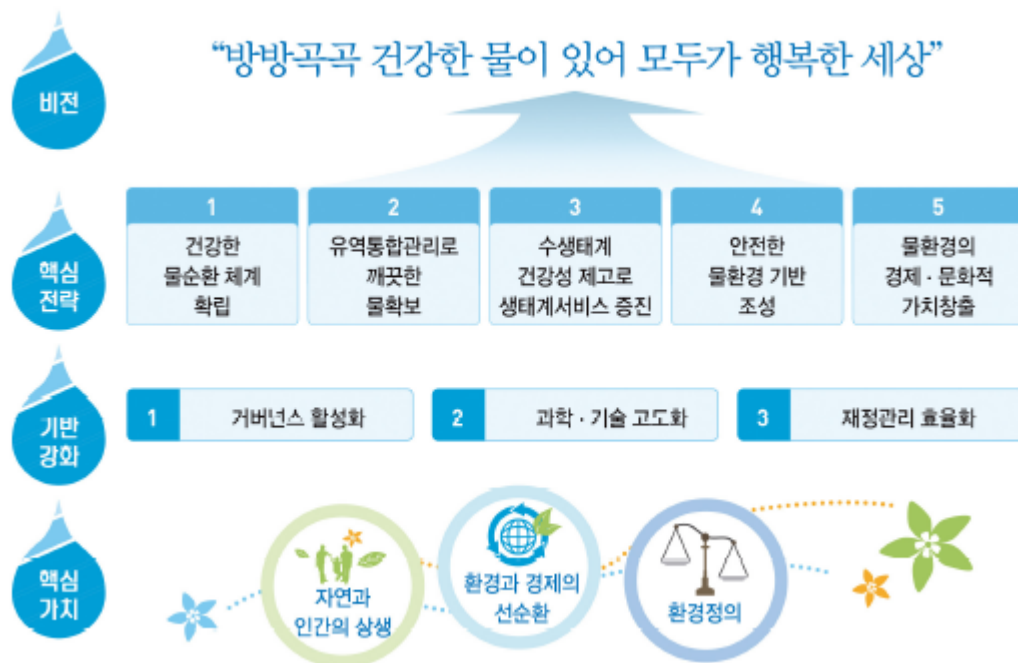 비전
“방방곡곡 건강한 물이 있어 모두가 행복한 세상”
핵심
전략
1
건강한
물순환 체계
확립
2
유역통합관리로
깨끗한
물확보
3
수생태계
건강성 제고로
생태계서비스 증진
4
안전한
물환경 기반
조성
5
물환경의
경제 · 문화적
가치창출
기반
강화
1 거버넌스 활성화
2 과학 · 기술 고도화
3 재정관리 효율화
핵심
가치
자연과
인간의 상생
환경과 경제의
선순환
환경정의